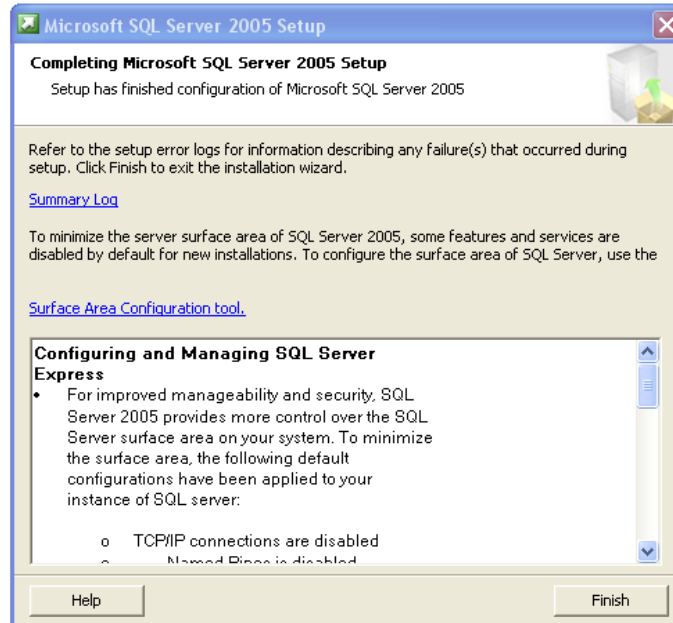 Microsoft SQL Server 2005 Setup
Completing Microsoft SQL Server 2005 Setup
Setup has finished configuration of Microsoft SQL Server 2005
Refer to the setup error logs for information describing any failure(s) that occurred during
setup. Click Finish to exit the installation wizard.
Summary Log
To minimize the server surface area of SQL Server 2005, some features and services are
disabled by default for new installations. To configure the surface area of SQL Server, use the
Surface Area Configuration tool.
Configuring and Managing SQL Server
Express
• For improved manageability and security, SQL
Server 2005 provides more control over the SQL
Server surface area on your system. To minimize
the surface area, the following default
configurations have been applied to your
instance of SQL server:
o TCP/IP connections are disabled
o Named Pipes is disabled
Help
Finish